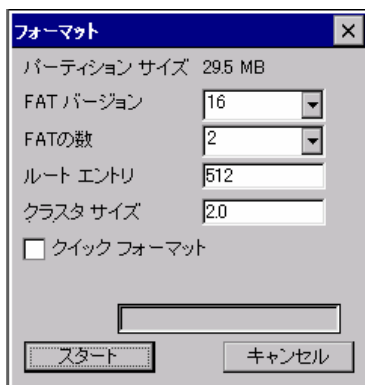 フォーマット
パーティション サイズ 29.5 MB
FAT バージョン 16
FATの数 2
ルート エントリ 512
クラスタ サイズ 2.0
クイック フォーマット
スタート キャンセル